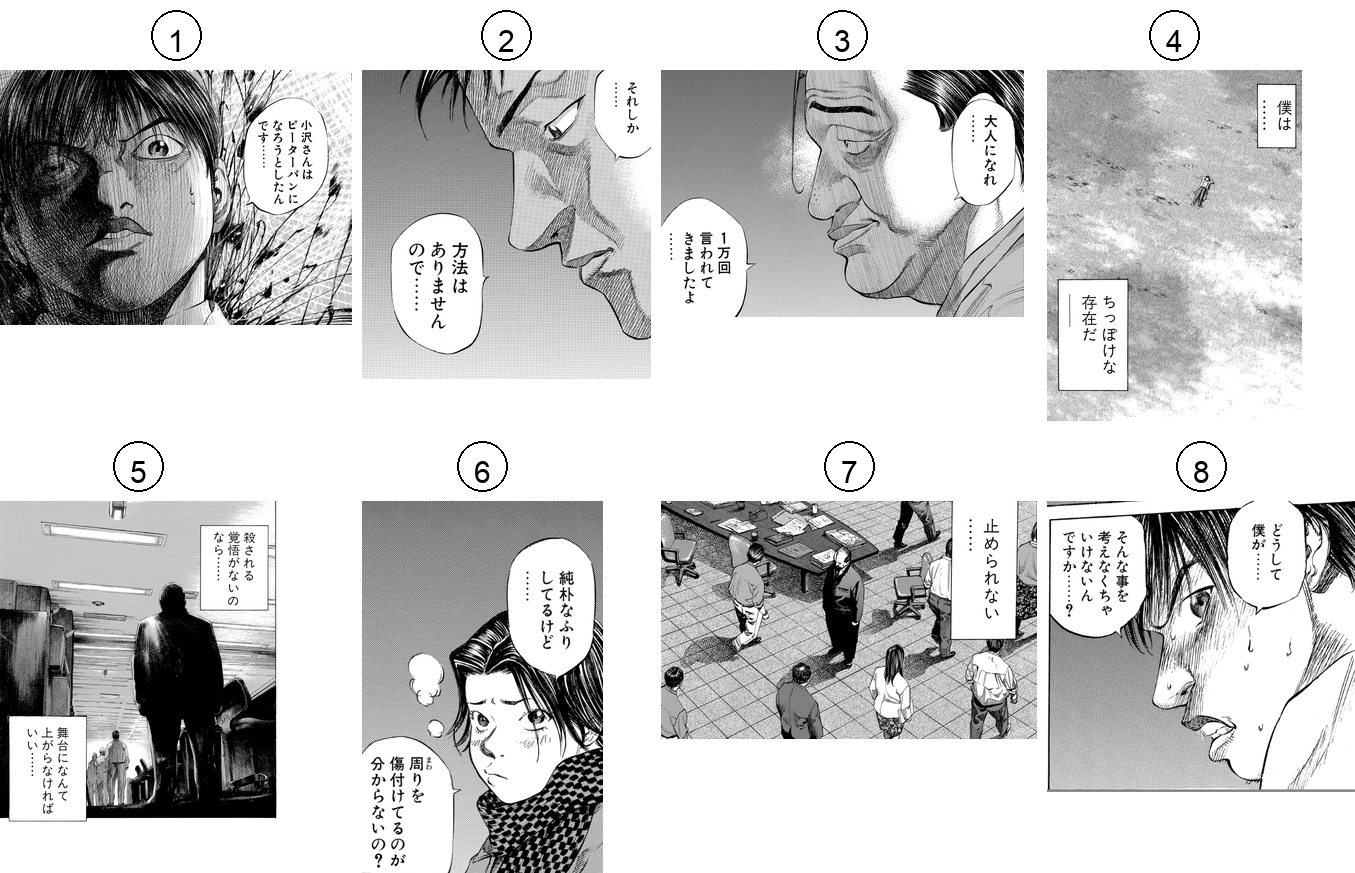 1
小沢さんは
ピーターパンに
なろうとしたんです……
2
それしか
……
方法は
ありません
ので……
3
大人になれ
……
1万回
言われて
きましたよ
……
4
僕は
……
ちっぽけな
存在だ
――
5
殺される
覚悟がないの
なら……
舞台になんて
上がらなければ
いい……
6
純朴なふり
してるけど
……
周りを
まわ
傷付けてるのが
分からないの?
7
止められない
……
8
どうして
僕が……
そんな事を
考えなくちゃ
いけないん
ですか……?